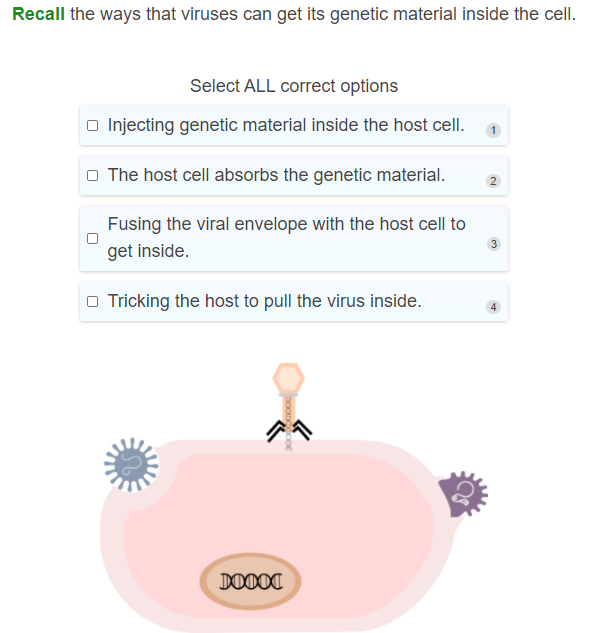 Recall the ways that viruses can get its genetic material inside the cell.
Select ALL correct options
Injecting genetic material inside the host cell. 1
The host cell absorbs the genetic material. 2
Fusing the viral envelope with the host cell to
get inside. 3
Tricking the host to pull the virus inside. 4